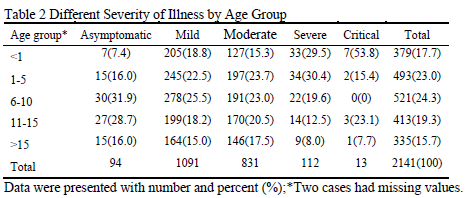 Table 2 Different Severity of Illness by Age Group
Age group* Asymptomatic Mild Moderate Severe Critical Total
<1 7(7.4) 205(18.8) 127(15.3) 33(29.5) 7(53.8) 379(17.7)
1-5 15(16.0) 245(22.5) 197(23.7) 34(30.4) 2(15.4) 493(23.0)
6-10 30(31.9) 278(25.5) 191(23.0) 22(19.6) 0(0) 521(24.3)
11-15 27(28.7) 199(18.2) 170(20.5) 14(12.5) 3(23.1) 413(19.3)
>15 15(16.0) 164(15.0) 146(17.5) 9(8.0) 1(7.7) 335(15.7)
Total 94 1091 831 112 13 2141(100)
Data were presented with number and percent (%);*Two cases had missing values.